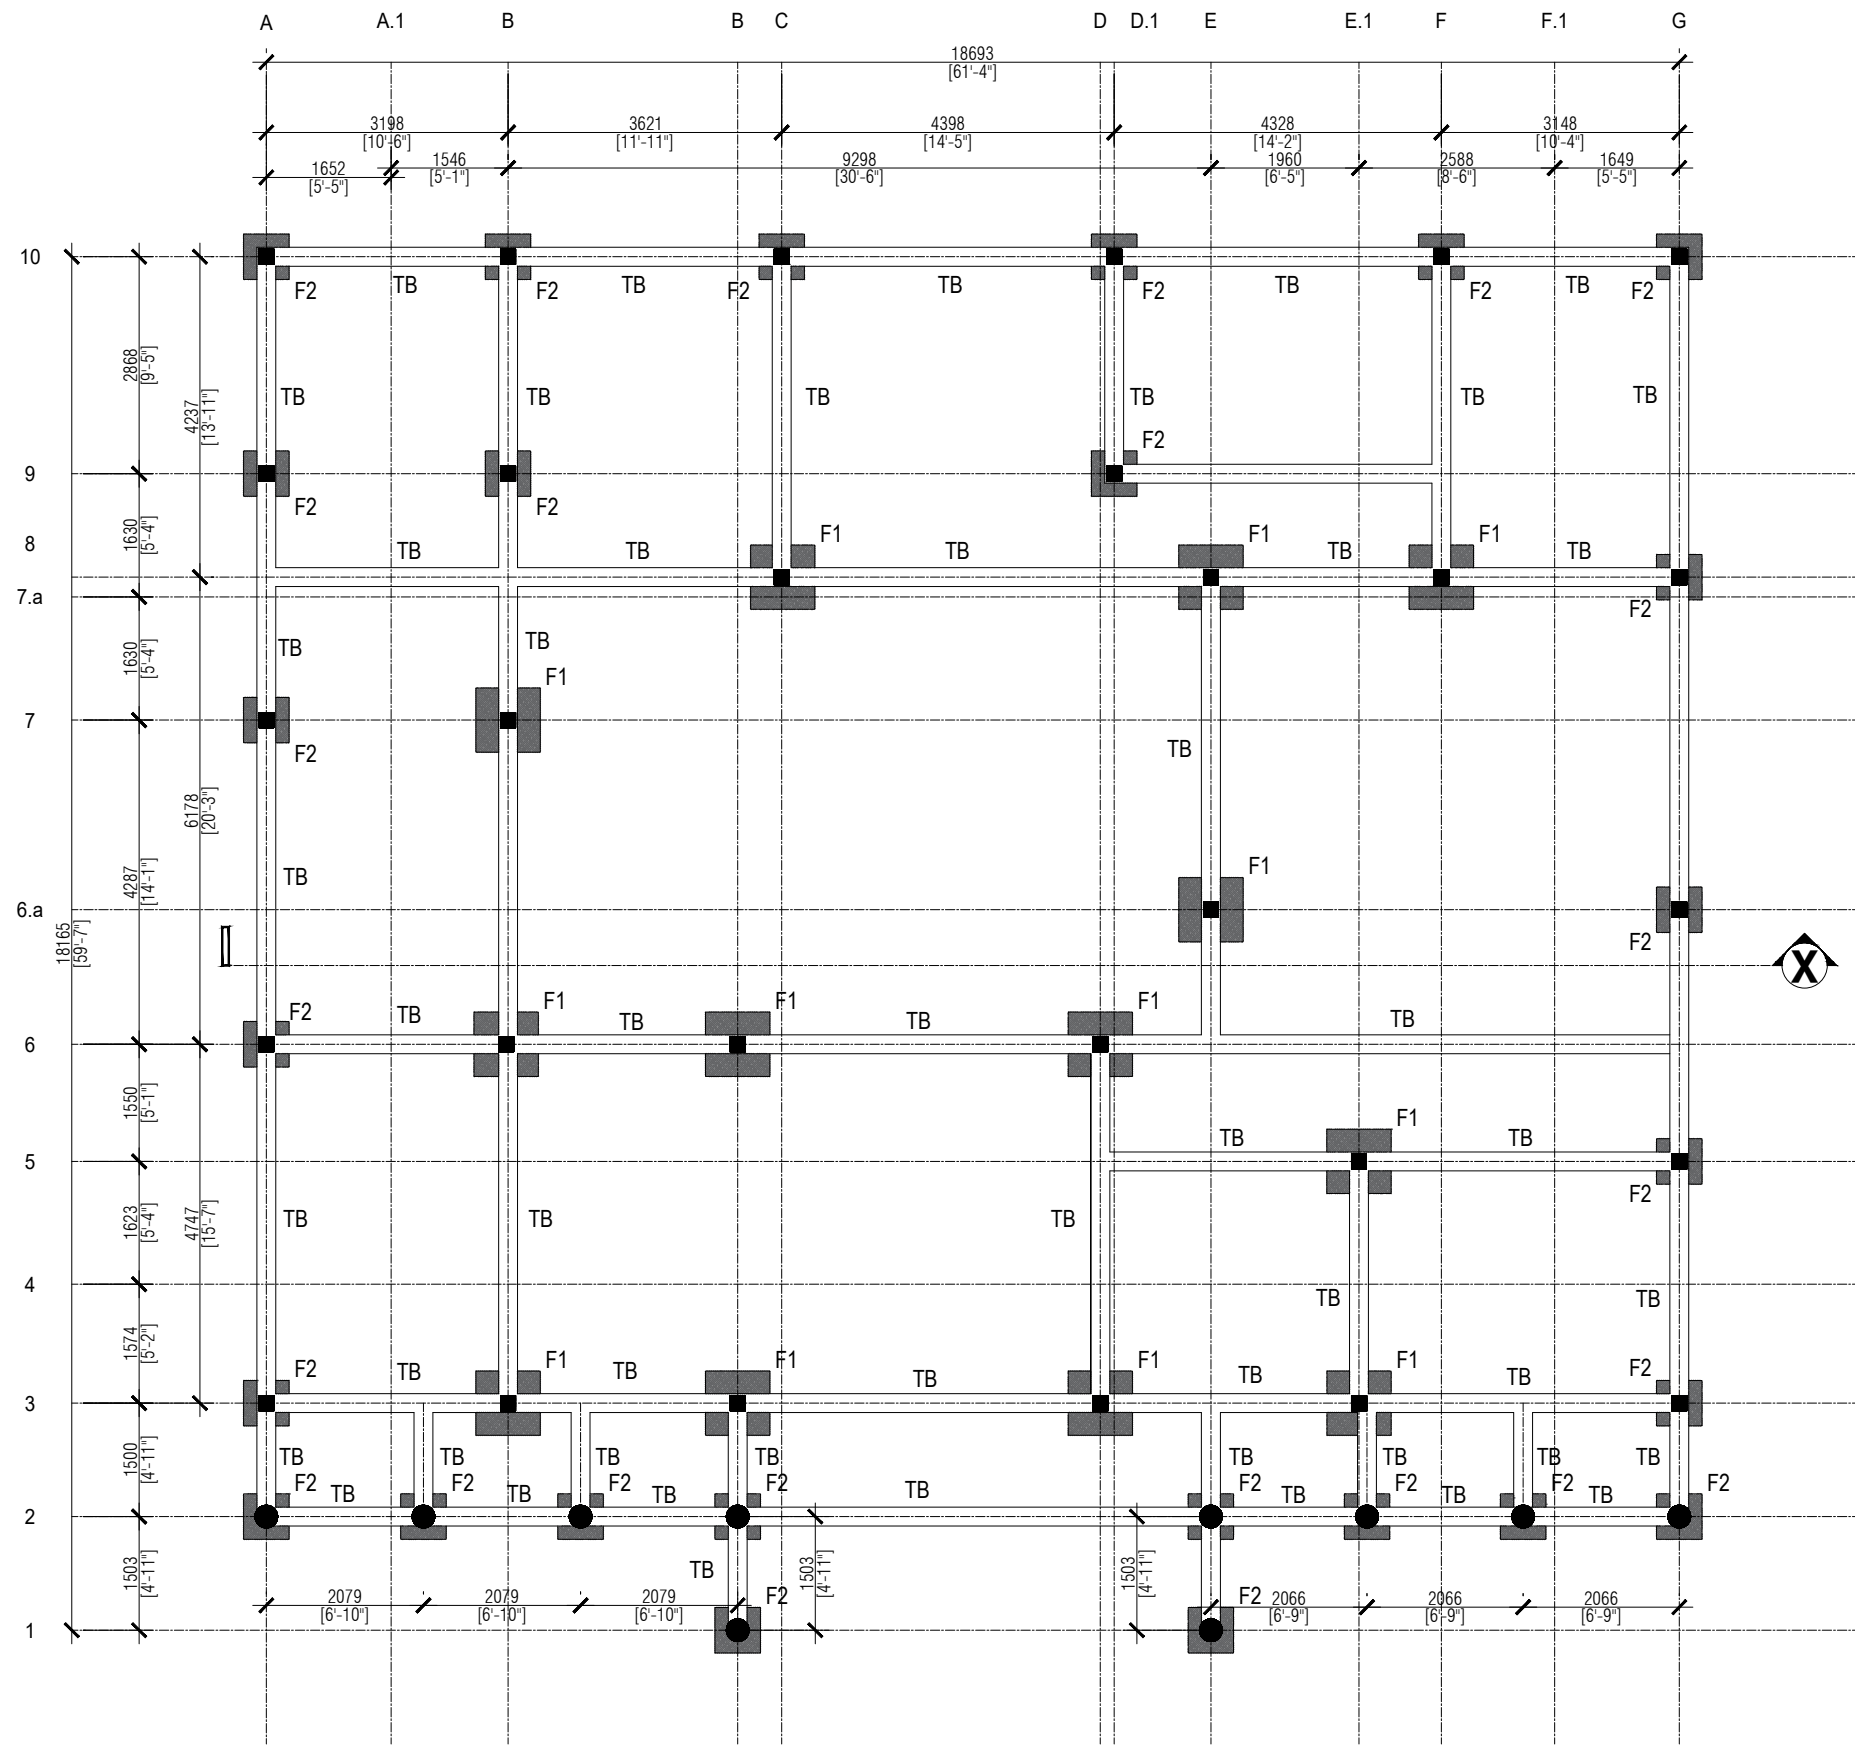 A A.1 B B C D D.1 E E.1 F F.1 G
18693
[61'-4"]
3198 3621 4398 4328 3148
[10'-6"] [11'-11"] [14'-5"] [14'-2"] [10'-4"]
1652 1546 9298 1960 2588 1649
[5'-5"] [5'-1"] [30'-6"] [6'-5"] [8'-6"] [5'-5"]
10
TB TB TB TB TB
F2 F2 F2 F2 F2 F2
2868
[9'-5"]
4237
[13'-11"]
TB TB TB TB TB TB
F2
9
F2 F2
1630
[5'-4"]
8
F1 F1 F1
TB TB TB TB TB
7.a
F2
1630
[5'-4"]
TB TB
F1
7
F2
TB
6178
[20'-3"]
4287
[14'-1"]
TB
F1
6.a
F2
18165
[59'-7"]
X
F2 F1 F1 F1
TB TB TB TB
6
1550
[5'-1"]
F1
TB TB
5
F2
1623
[5'-4"]
4747
[15'-7"]
TB TB TB
4
TB TB
1574
[5'-2"]
F2 F1 F1 F1 F1 F2
TB TB TB TB TB
3
1500
[4'-11"]
TB TB TB TB TB TB TB TB
F2 F2 F2 F2 F2 F2 F2 F2
TB TB TB TB TB TB TB
2
1503
[4'-11"]
TB
1503
[4'-11"]
1503
[4'-11"]
F2 F2
2079 2079 2079 2066 2066 2066
[6'-10"] [6'-10"] [6'-10"] [6'-9"] [6'-9"] [6'-9"]
1